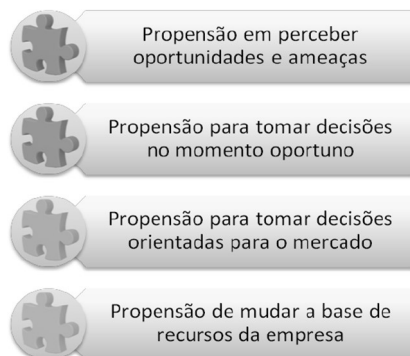 Propensão em perceber
oportunidades e ameaças
Propensão para tomar decisões
no momento oportuno
Propensão para tomar decisões
orientadas para o mercado
Propensão de mudar a base de
recursos da empresa